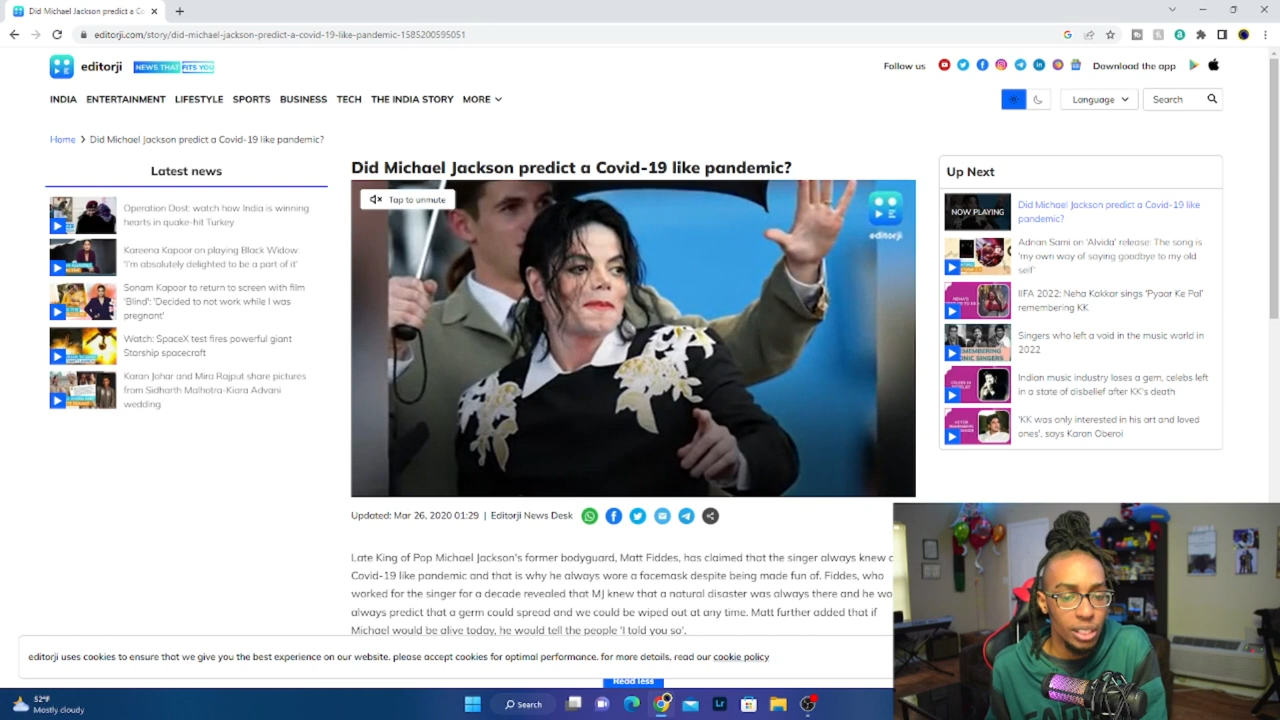 Did Michael Jackson predict a Co
editorji.com/story/did-michael-jackson-predict-a-covid-19-like-pandemic-1585200595051
editorji
NEWS THAT FITS YOU
Follow us
Download the app
INDIA ENTERTAINMENT LIFESTYLE SPORTS BUSINESS TECH THE INDIA STORY MORE
Language
Search
Home > Did Michael Jackson predict a Covid-19 like pandemic?
Latest news
Operation Dost: watch how India is winning
hearts in quake-hit Turkey
Kareena Kapoor on playing Black Widow:
'I'm absolutely delighted to be a part of it'
Sonam Kapoor to return to screen with film
'Blind': 'Decided to not work while I was
pregnant'
Watch: SpaceX test fires powerful giant
Starship spacecraft
Karan Johar and Mira Rajput share pictures
from Sidharth Malhotra-Kiara Advani
wedding
Did Michael Jackson predict a Covid-19 like pandemic?
Tap to unmute
editorji
Updated: Mar 26, 2020 01:29 | Editorji News Desk
Late King of Pop Michael Jackson's former bodyguard, Matt Fiddes, has claimed that the singer always knew
Covid-19 like pandemic and that is why he always wore a facemask despite being made fun of. Fiddes, who
worked for the singer for a decade revealed that MJ knew that a natural disaster was always there and he wo
always predict that a germ could spread and we could be wiped out at any time. Matt further added that if
Michael would be alive today, he would tell the people 'I told you so'.
Read less
Up Next
NOW PLAYING
Did Michael Jackson predict a Covid-19 like
pandemic?
Adnan Sami on 'Alvida' release: The song is
'my own way of saying goodbye to my old
self'
IIFA 2022: Neha Kakkar sings 'Pyaar Ke Pal'
remembering KK
Singers who left a void in the music world in
2022
Indian music industry loses a gem, celebs left
in a state of disbelief after KK's death
'KK was only interested in his art and loved
ones', says Karan Oberoi
editorji uses cookies to ensure that we give you the best experience on our website. please accept cookies for optimal performance. for more details, read our cookie policy
52°F
Mostly cloudy
Search
Lr